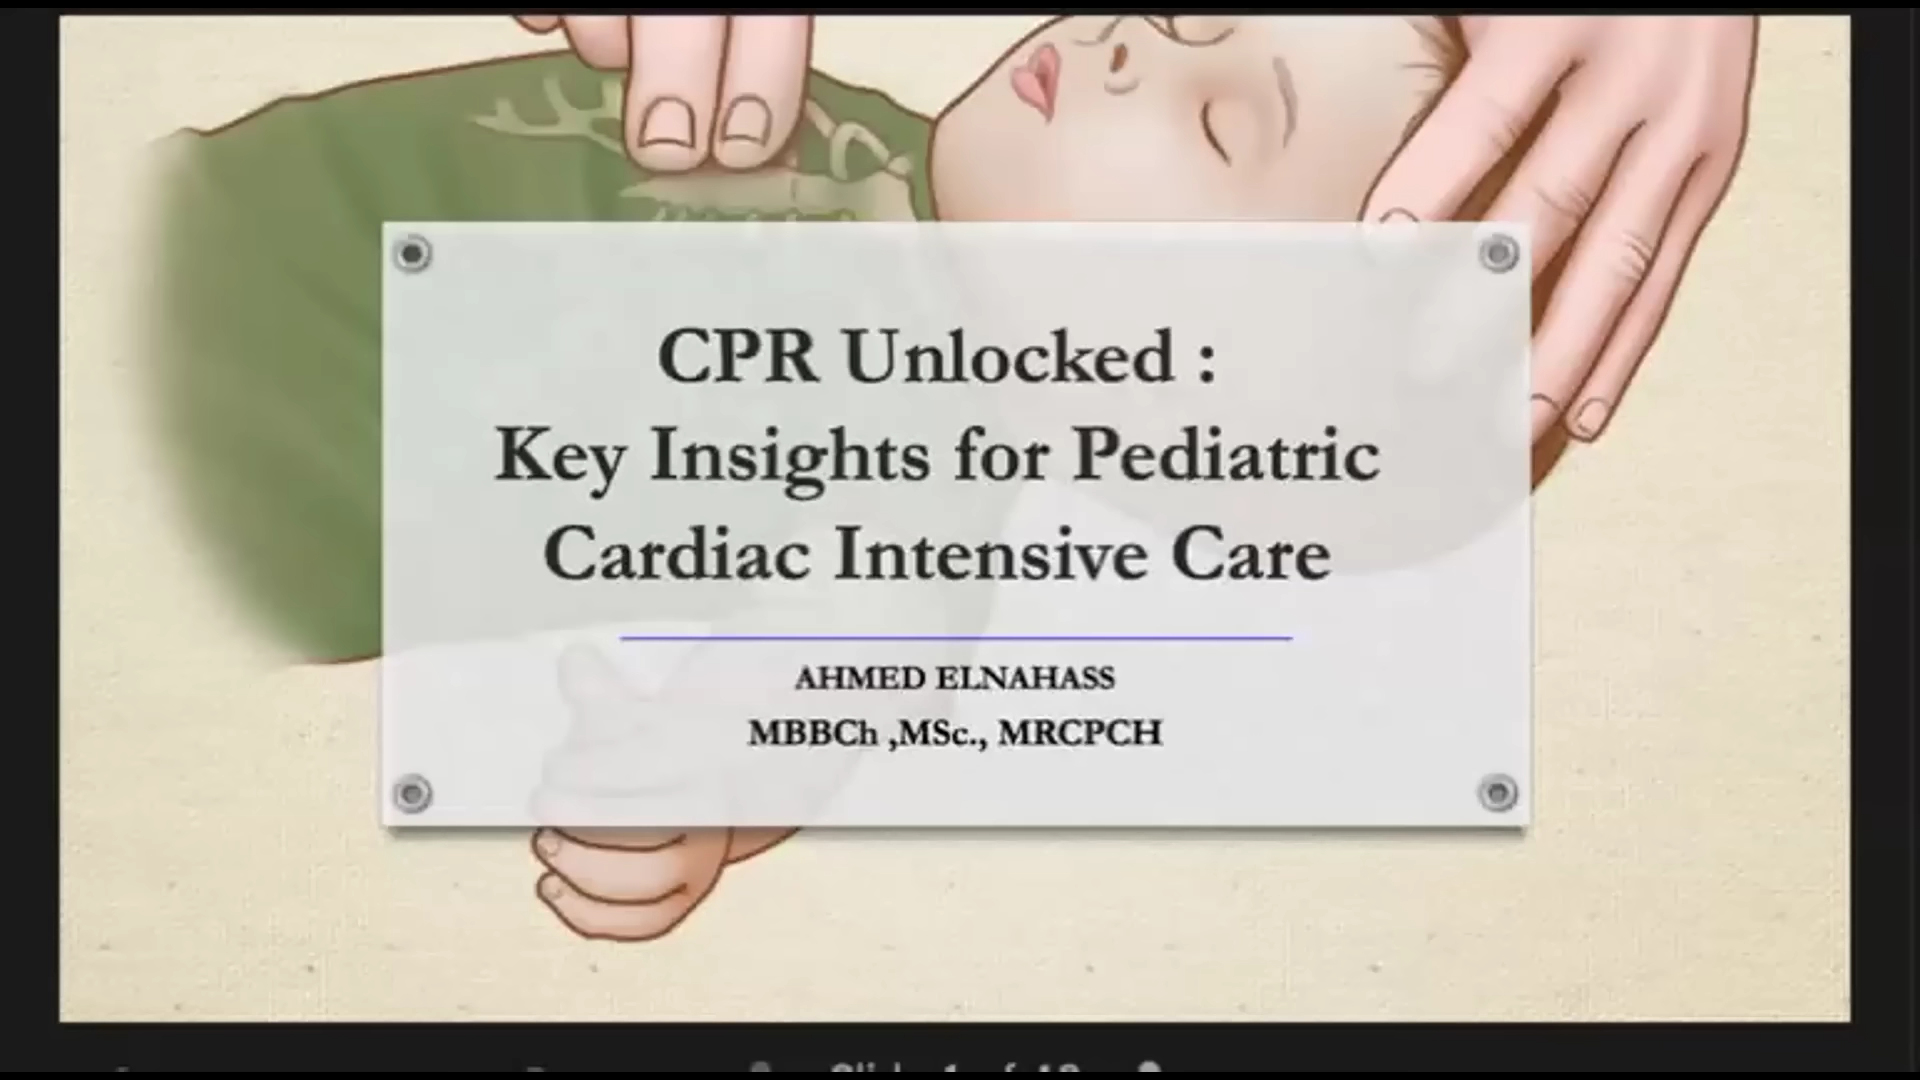 CPR Unlocked :
Key Insights for Pediatric
Cardiac Intensive Care
AHMED ELNAHASS
MBBCh ,MSc., MRCPCH